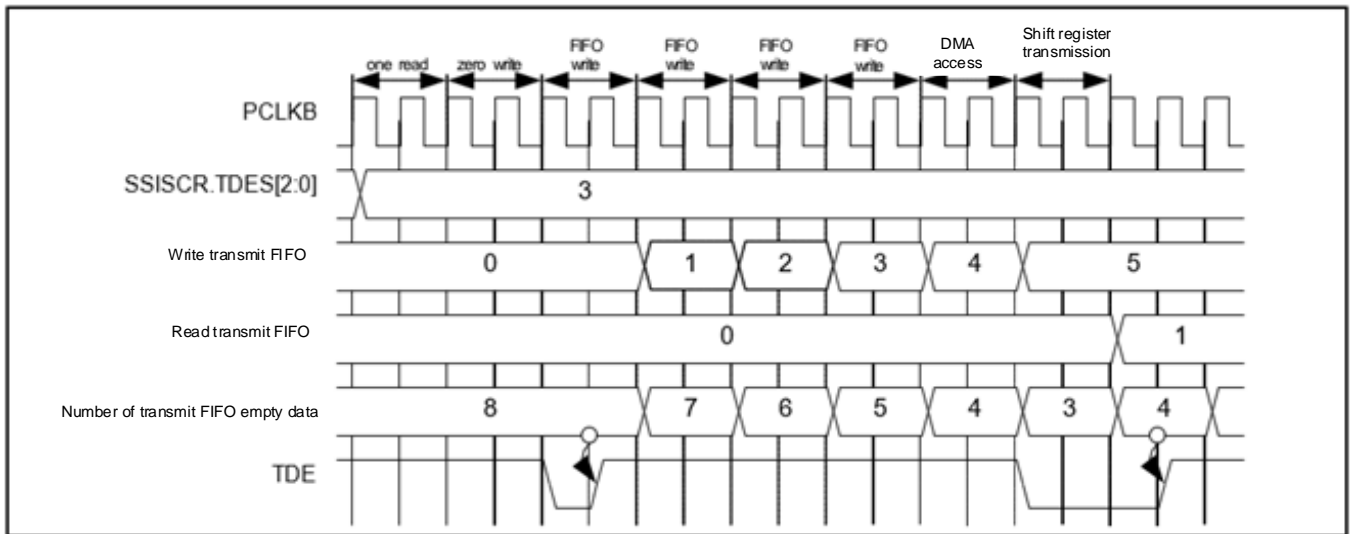 one read
zero write
FIFO
write
FIFO
write
FIFO
write
FIFO
write
DMA
access
Shift register
transmission
PCLKB
SSISCR.TDES[2:0]
3
Write transmit FIFO
0 1 2 3 4 5
Read transmit FIFO
0 1
Number of transmit FIFO empty data
8 7 6 5 4 3 4
TDE